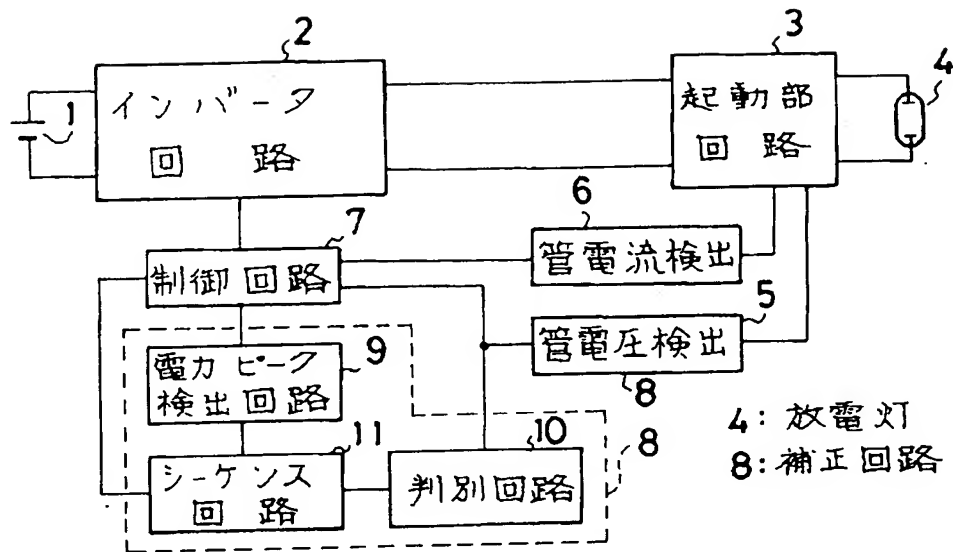 2
3
4
1
インバータ
回路
起動部
回路
6
7
管電流検出
制御回路
5
管電圧検出
9
8
電力ピーク
検出回路
4: 放電灯
11
10
8
8: 補正回路
シーケンス
回路
判別回路